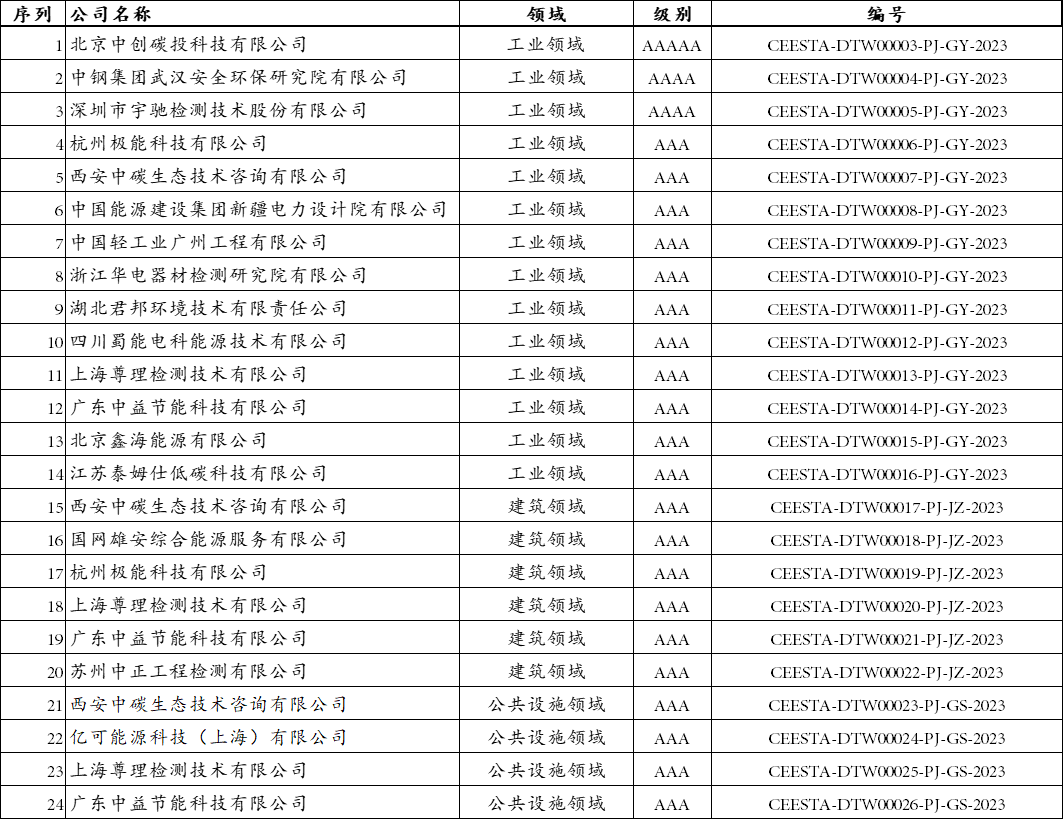 序列 公司名称 领域 级别 编号
1 北京中创碳投科技有限公司 工业领域 AAAAA CEESTA-DTW00003-PJ-GY-2023
2 中钢集团武汉安全环保研究院有限公司 工业领域 AAAA CEESTA-DTW00004-PJ-GY-2023
3 深圳市宇驰检测技术股份有限公司 工业领域 AAAA CEESTA-DTW00005-PJ-GY-2023
4 杭州极能科技有限公司 工业领域 AAA CEESTA-DTW00006-PJ-GY-2023
5 西安中碳生态技术咨询有限公司 工业领域 AAA CEESTA-DTW00007-PJ-GY-2023
6 中国能源建设集团新疆电力设计院有限公司 工业领域 AAA CEESTA-DTW00008-PJ-GY-2023
7 中国轻工业广州工程有限公司 工业领域 AAA CEESTA-DTW00009-PJ-GY-2023
8 浙江华电器材检测研究院有限公司 工业领域 AAA CEESTA-DTW00010-PJ-GY-2023
9 湖北君邦环境技术有限责任公司 工业领域 AAA CEESTA-DTW00011-PJ-GY-2023
10 四川蜀能电科能源技术有限公司 工业领域 AAA CEESTA-DTW00012-PJ-GY-2023
11 上海尊理检测技术有限公司 工业领域 AAA CEESTA-DTW00013-PJ-GY-2023
12 广东中益节能科技有限公司 工业领域 AAA CEESTA-DTW00014-PJ-GY-2023
13 北京鑫海能源有限公司 工业领域 AAA CEESTA-DTW00015-PJ-GY-2023
14 江苏泰姆仕低碳科技有限公司 工业领域 AAA CEESTA-DTW00016-PJ-GY-2023
15 西安中碳生态技术咨询有限公司 建筑领域 AAA CEESTA-DTW00017-PJ-JZ-2023
16 国网雄安综合能源服务有限公司 建筑领域 AAA CEESTA-DTW00018-PJ-JZ-2023
17 杭州极能科技有限公司 建筑领域 AAA CEESTA-DTW00019-PJ-JZ-2023
18 上海尊理检测技术有限公司 建筑领域 AAA CEESTA-DTW00020-PJ-JZ-2023
19 广东中益节能科技有限公司 建筑领域 AAA CEESTA-DTW00021-PJ-JZ-2023
20 苏州中正工程检测有限公司 建筑领域 AAA CEESTA-DTW00022-PJ-JZ-2023
21 西安中碳生态技术咨询有限公司 公共设施领域 AAA CEESTA-DTW00023-PJ-GS-2023
22 亿可能源科技（上海）有限公司 公共设施领域 AAA CEESTA-DTW00024-PJ-GS-2023
23 上海尊理检测技术有限公司 公共设施领域 AAA CEESTA-DTW00025-PJ-GS-2023
24 广东中益节能科技有限公司 公共设施领域 AAA CEESTA-DTW00026-PJ-GS-2023